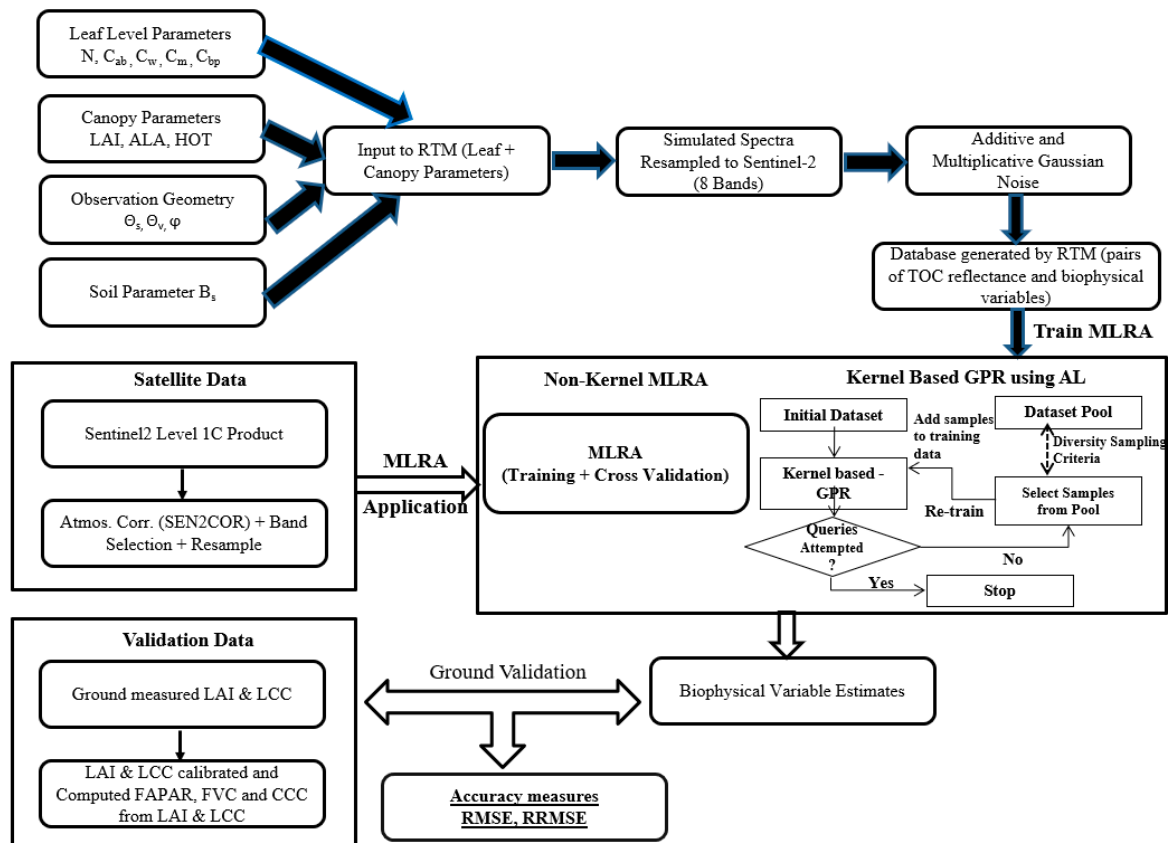 Leaf Level Parameters
N, Cab, Cw, Cm, Cbp
Canopy Parameters
LAI, ALA, HOT
Observation Geometry
Θs, Θv, φ
Soil Parameter Bs
Input to RTM (Leaf +
Canopy Parameters)
Simulated Spectra
Resampled to Sentinel-2
(8 Bands)
Additive and
Multiplicative Gaussian
Noise
Database generated by RTM (pairs
of TOC reflectance and biophysical
variables)
Train MLRA
Satellite Data
Sentinel2 Level 1C Product
Atmos. Corr. (SEN2COR) + Band
Selection + Resample
MLRA
Application
Non-Kernel MLRA
MLRA
(Training + Cross Validation)
Kernel Based GPR using AL
Initial Dataset
Kernel based -
GPR
Queries
Attempted
?
Add samples
to training
data
Re-train
Dataset Pool
Diversity Sampling
Criteria
Select Samples
from Pool
No
Yes
Stop
Validation Data
Ground measured LAI & LCC
LAI & LCC calibrated and
Computed FAPAR, FVC and CCC
from LAI & LCC
Ground Validation
Biophysical Variable Estimates
Accuracy measures
RMSE, RRMSE